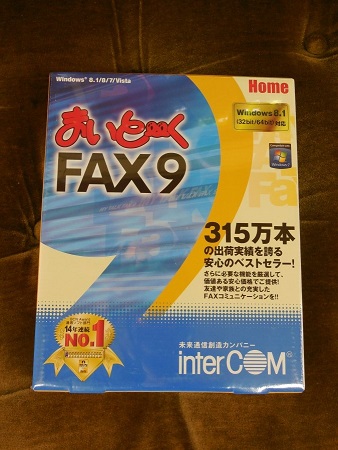 Windows® 8.1/8/7/Vista
Home
Windows 8.1
(32bit/64bit)対応
まいと〜く
FAX 9
315万本
の出荷実績を誇る
安心のベストセラー!
さらに必要な機能を厳選して、
価値ある安心価格でご提供!
友達や家族との充実した
FAXコミュニケーションを!!
14年連続
NO.1
未来通信創造カンパニー
interCOM®